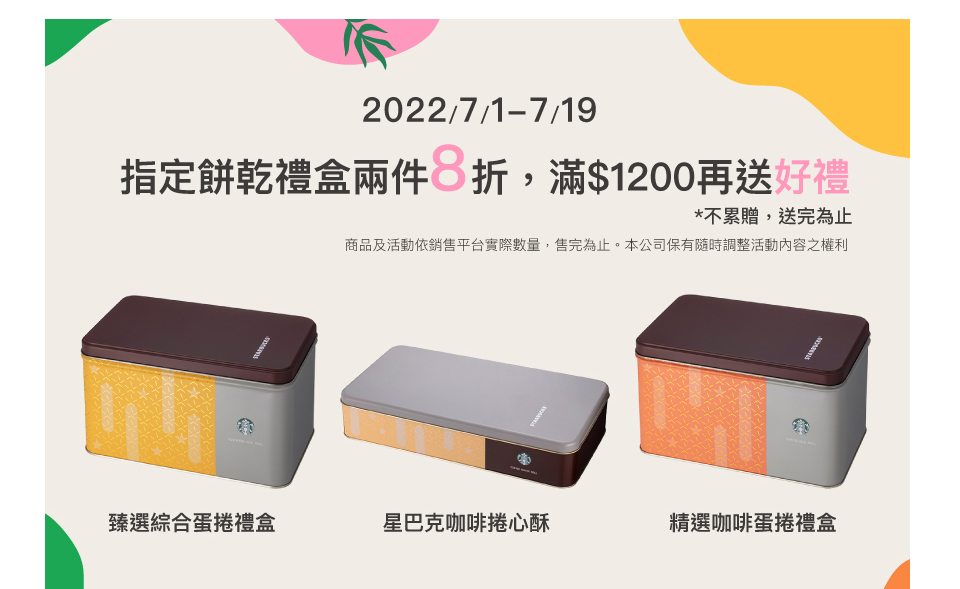 2022/7/1–7/19
指定餅乾禮盒兩件8折，滿$1200再送好禮
*不累贈，送完為止
商品及活動依銷售平台實際數量，售完為止。本公司保有隨時調整活動內容之權利
STARBUCKS
STARBUCKS
STARBUCKS
臻選綜合蛋捲禮盒
星巴克咖啡捲心酥
精選咖啡蛋捲禮盒